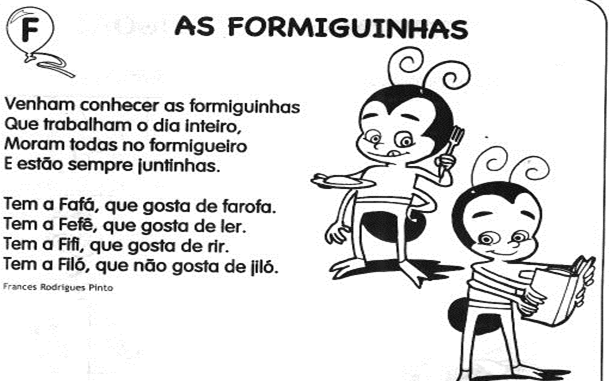 F
AS FORMIGUINHAS
Venham conhecer as formiguinhas
Que trabalham o dia inteiro,
Moram todas no formigueiro
E estão sempre juntinhas.
Tem a Fafá, que gosta de farofa.
Tem a Fefê, que gosta de ler.
Tem a Fifi, que gosta de rir.
Tem a Filó, que não gosta de jiló.
Frances Rodrigues Pinto